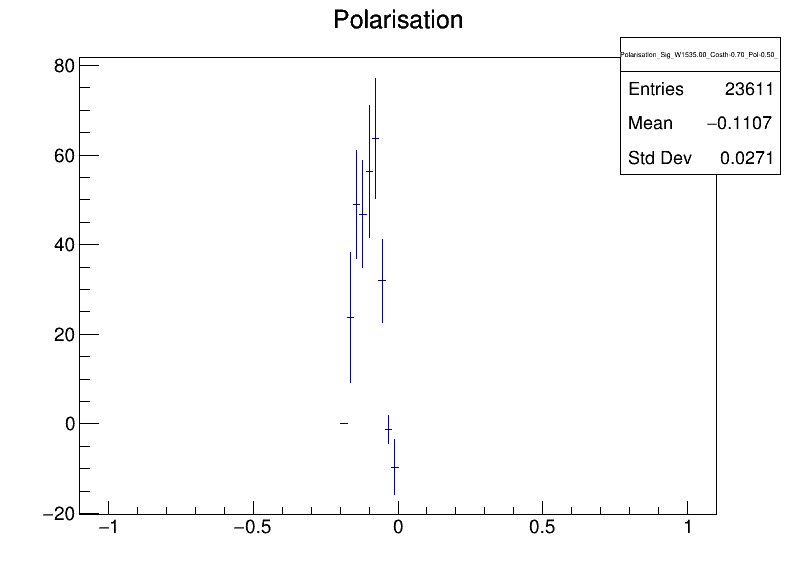 Polarisation
Polarisation_Sig_W1535.00_Costh-0.70_Pol-0.50_
Entries 23611
Mean −0.1107
Std Dev 0.0271
80
60
40
20
0
−20
−1 −0.5 0 0.5 1